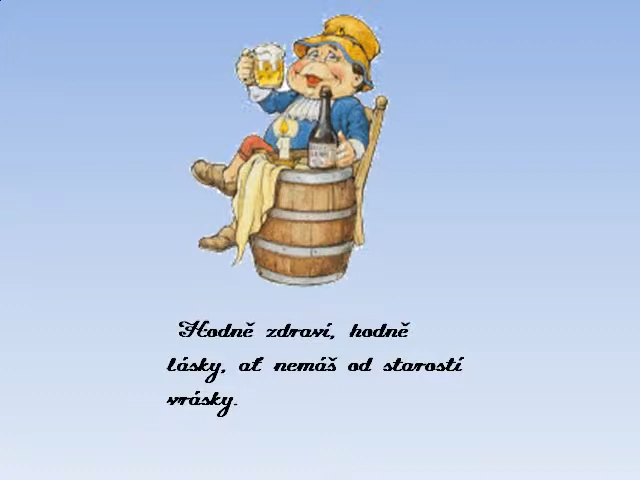 Hodně zdraví, hodně
lásky, ať nemáš od starostí
vrásky.